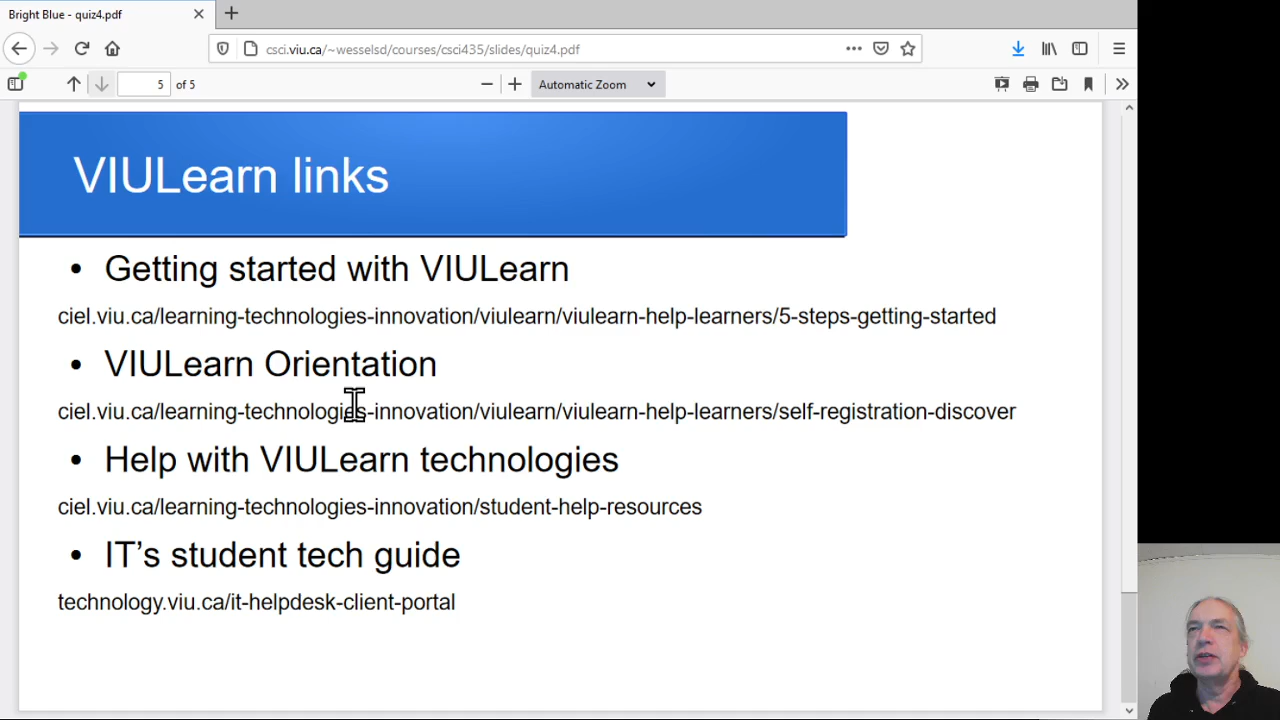 Bright Blue - quiz4.pdf
csci.viu.ca/~wesselsd/courses/csci435/slides/quiz4.pdf
5 of 5
Automatic Zoom
VIULearn links
• Getting started with VIULearn
ciel.viu.ca/learning-technologies-innovation/viulearn/viulearn-help-learners/5-steps-getting-started
• VIULearn Orientation
ciel.viu.ca/learning-technologies-innovation/viulearn/viulearn-help-learners/self-registration-discover
• Help with VIULearn technologies
ciel.viu.ca/learning-technologies-innovation/student-help-resources
• IT’s student tech guide
technology.viu.ca/it-helpdesk-client-portal